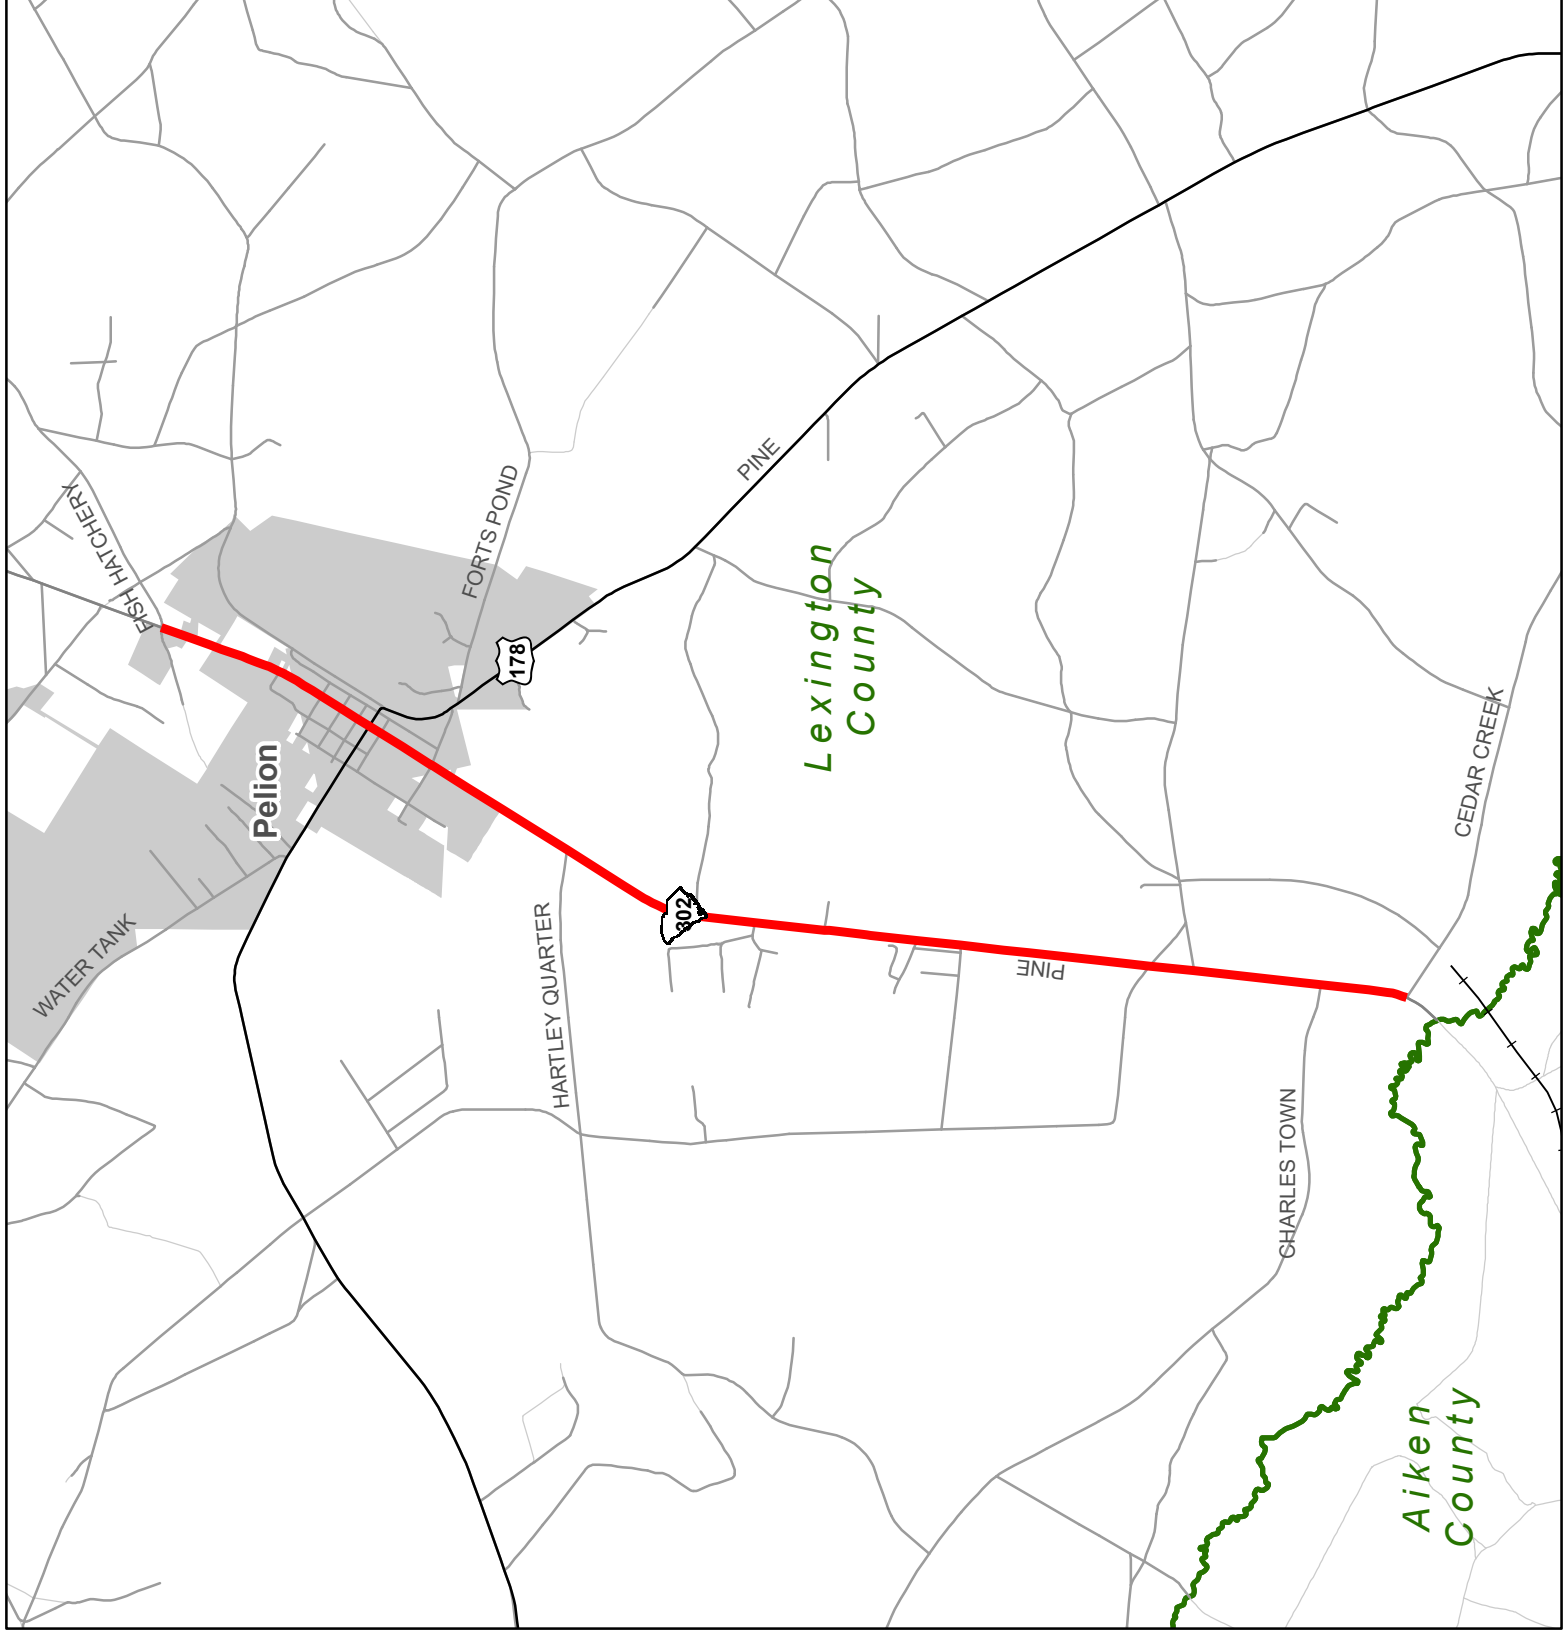 FISH HATCHERY
FORTS POND
PINE
178
Pelion
WATER TANK
Lexington
County
HARTLEY QUARTER
302
PINE
CEDAR CREEK
CHARLES TOWN
Aiken
County